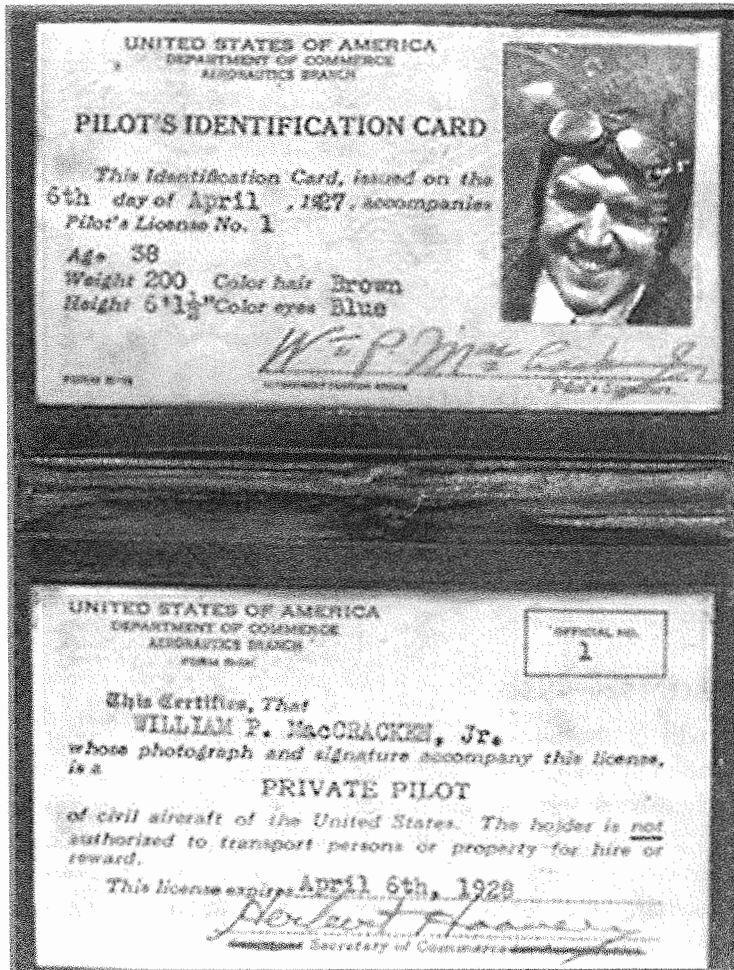 UNITED STATES OF AMERICA
DEPARTMENT OF COMMERCE
AERONAUTICS BRANCH
PILOT'S IDENTIFICATION CARD
This Identification Card, issued on the
6th day of April , 1927, accompanies
Pilot's License No. 1
Age 38
Weight 200 Color hair Brown
Height 6'1½" Color eyes Blue
Wm P. MacCracken Jr
Pilot's Signature.
UNITED STATES OF AMERICA
DEPARTMENT OF COMMERCE
AERONAUTICS BRANCH
OFFICIAL NO.
1
This Certifies, That
WILLIAM P. MacCRACKEN, Jr.
whose photograph and signature accompany this license,
is a
PRIVATE PILOT
of civil aircraft of the United States. The holder is not
authorized to transport persons or property for hire or
reward.
This license expires April 6th, 1928
Herbert Hoover
Secretary of Commerce